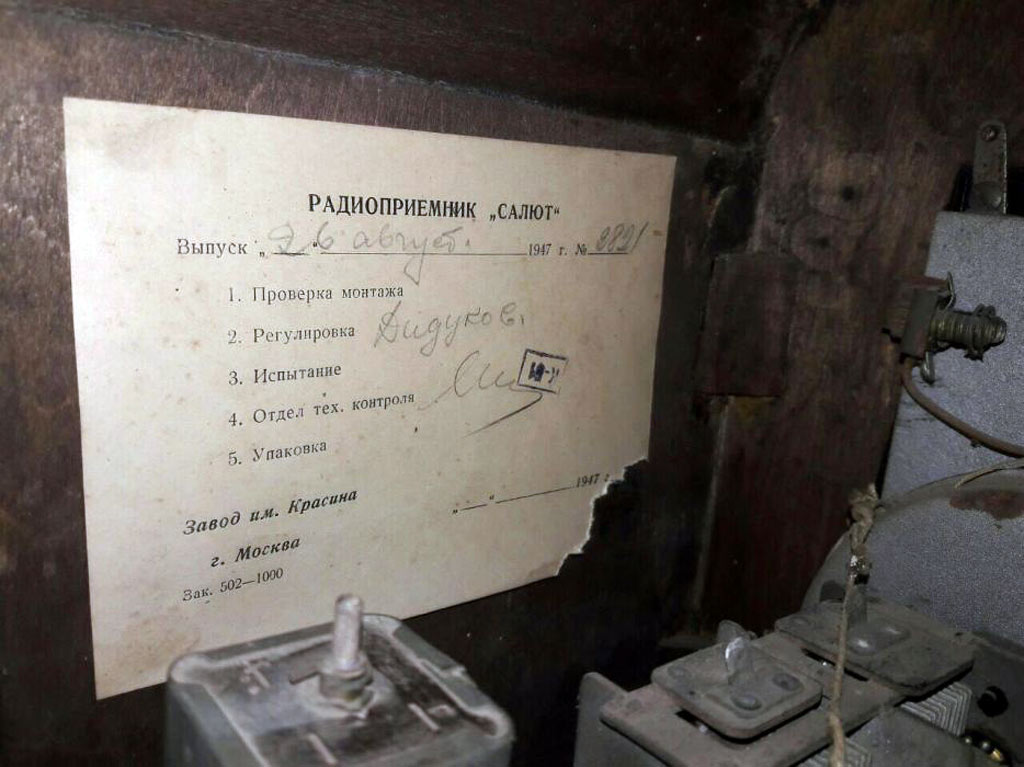 РАДИОПРИЕМНИК „САЛЮТ“
Выпуск „26“ август. 1947 г. № 2821
1. Проверка монтажа
2. Регулировка Дидуков.
3. Испытание
4. Отдел тех. контроля
5. Упаковка
Завод им. Красина
„ “ 1947 г.
г. Москва
Зак. 502—1000